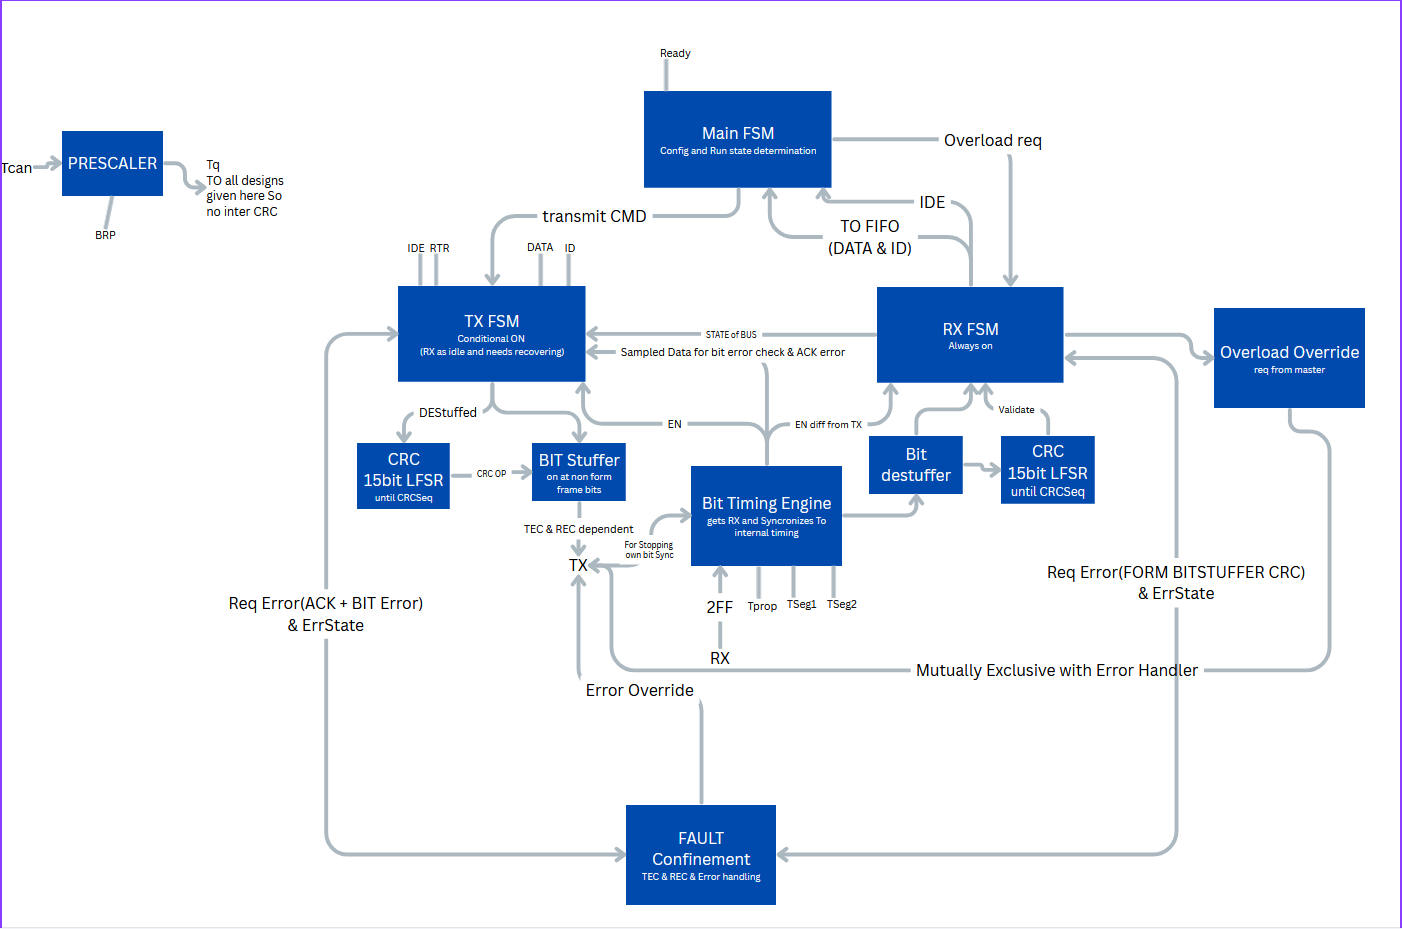 Ready
Main FSM
Config and Run state determination
Overload req
Tcan
PRESCALER
Tq
TO all designs
given here So
no inter CRC
BRP
transmit CMD
IDE
TO FIFO
(DATA & ID)
IDE RTR
DATA
ID
TX FSM
Conditional ON
(RX as idle and needs recovering)
STATE of BUS
Sampled Data for bit error check & ACK error
RX FSM
Always on
Overload Override
req from master
DEStuffed
EN
EN diff from TX
Validate
CRC
15bit LFSR
until CRCSeq
CRC OP
BIT Stuffer
on at non form
frame bits
Bit
destuffer
CRC
15bit LFSR
until CRCSeq
Bit Timing Engine
gets RX and Syncronizes To
internal timing
TEC & REC dependent
For Stopping
own bit Sync
TX
2FF
Tprop
TSeg1
TSeg2
RX
Req Error(FORM BITSTUFFER CRC)
& ErrState
Req Error(ACK + BIT Error)
& ErrState
Mutually Exclusive with Error Handler
Error Override
FAULT
Confinement
TEC & REC & Error handling